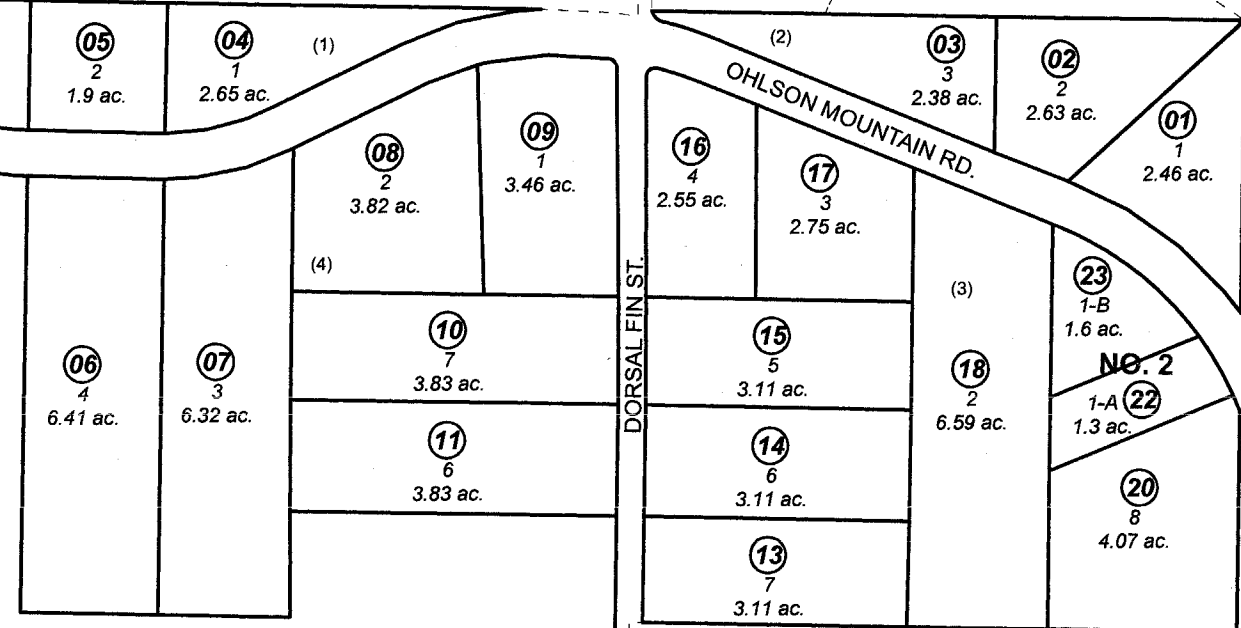 05
2
1.9 ac.
04
1
2.65 ac.
(1)
(2)
03
3
2.38 ac.
02
2
2.63 ac.
01
1
2.46 ac.
OHLSON MOUNTAIN RD.
08
2
3.82 ac.
09
1
3.46 ac.
16
4
2.55 ac.
17
3
2.75 ac.
(4)
(3)
23
1-B
1.6 ac.
NO. 2
1-A 22
1.3 ac.
06
4
6.41 ac.
07
3
6.32 ac.
10
7
3.83 ac.
DORSAL FIN ST.
15
5
3.11 ac.
18
2
6.59 ac.
11
6
3.83 ac.
14
6
3.11 ac.
20
8
4.07 ac.
13
7
3.11 ac.